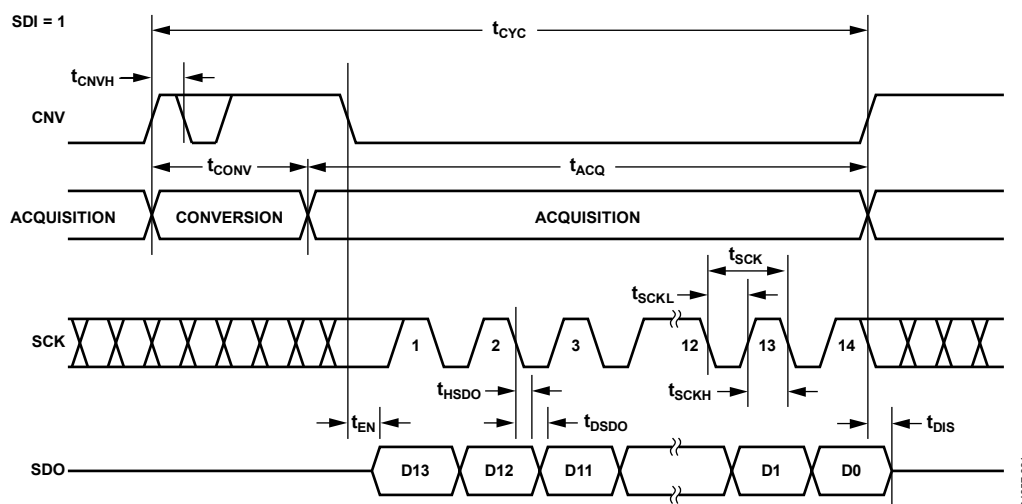 SDI = 1
tCYC
tCNVH
CNV
tCONV
tACQ
ACQUISITION
CONVERSION
ACQUISITION
tSCK
tSCKL
SCK
1
2
3
12
13
14
tHSDO
tSCKH
tEN
tDSDO
tDIS
SDO
D13
D12
D11
D1
D0